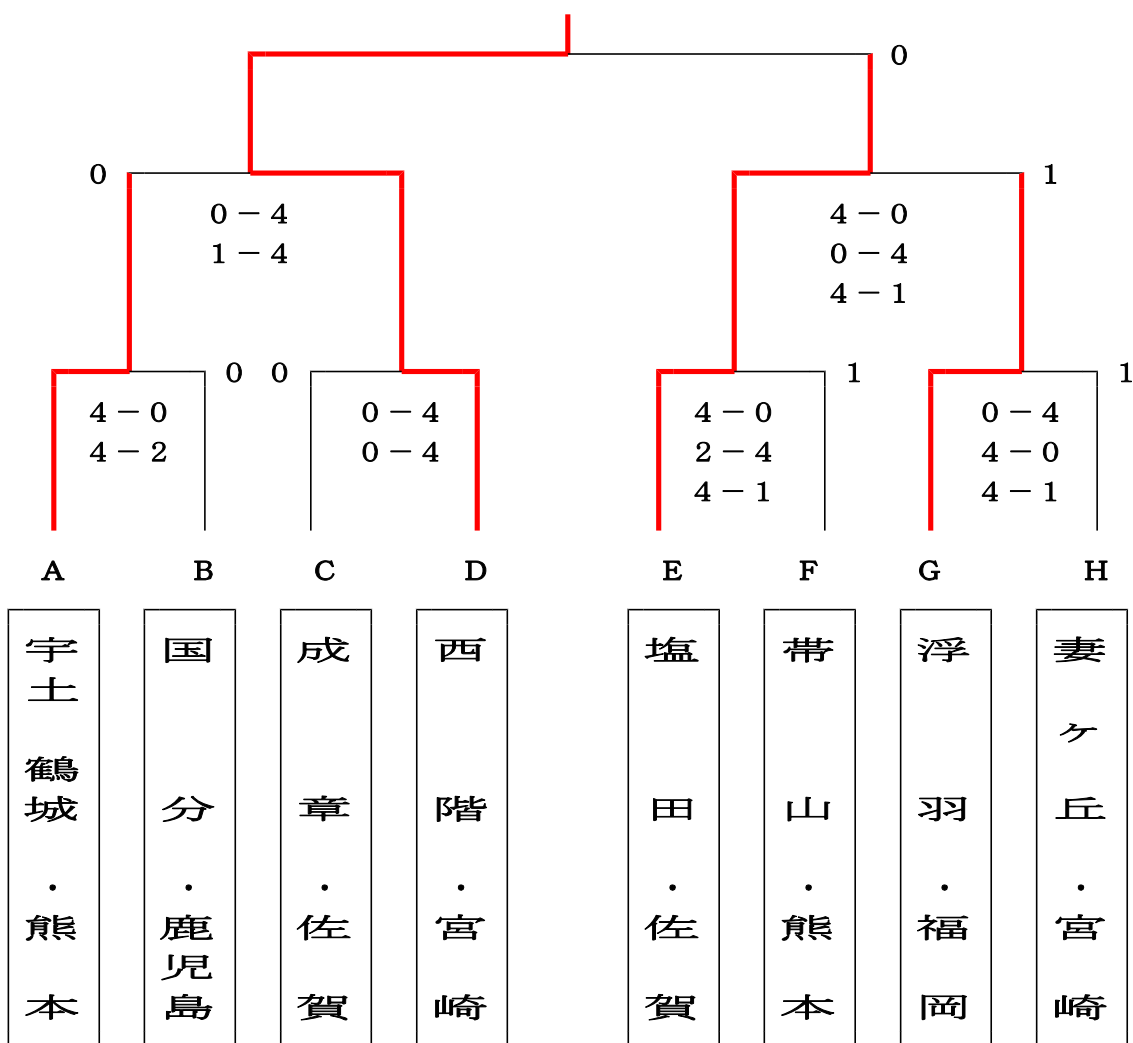 0
0
1
0－4
1－4
4－0
0－4
4－1
0
0
1
1
4－0
4－2
0－4
0－4
4－0
2－4
4－1
0－4
4－0
4－1
A
B
C
D
E
F
G
H
宇土鶴城・熊本
国分・鹿児島
成章・佐賀
西階・宮崎
塩田・佐賀
帯山・熊本
浮羽・福岡
妻ヶ丘・宮崎